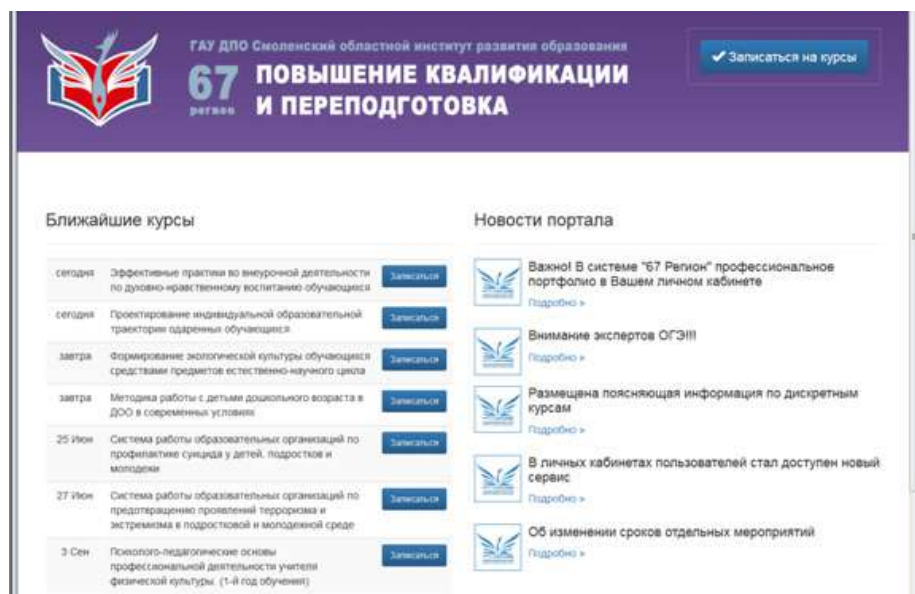 ГАУ ДПО Смоленский областной институт развития образования
67
регион
ПОВЫШЕНИЕ КВАЛИФИКАЦИИ
И ПЕРЕПОДГОТОВКА
Записаться на курсы
Ближайшие курсы
сегодня
Эффективные практики во внеурочной деятельности
по духовно-нравственному воспитанию обучающихся
Записаться
сегодня
Проектирование индивидуальной образовательной
траектории одаренных обучающихся
Записаться
завтра
Формирование экологической культуры обучающихся
средствами предметов естественно-научного цикла
Записаться
завтра
Методика работы с детьми дошкольного возраста в
ДОО в современных условиях
Записаться
25 Июн
Система работы образовательных организаций по
профилактике суицида у детей, подростков и
молодежи
Записаться
27 Июн
Система работы образовательных организаций по
предотвращению проявлений терроризма и
экстремизма в подростковой и молодежной среде
Записаться
3 Сен
Психолого-педагогические основы
профессиональной деятельности учителя
физической культуры. (1-й год обучения)
Записаться
Новости портала
Важно! В системе "67 Регион" профессиональное
портфолио в Вашем личном кабинете
Подробно »
Внимание экспертов ОГЭ!!!
Подробно »
Размещена поясняющая информация по дискретным
курсам
Подробно »
В личных кабинетах пользователей стал доступен новый
сервис
Подробно »
Об изменении сроков отдельных мероприятий
Подробно »